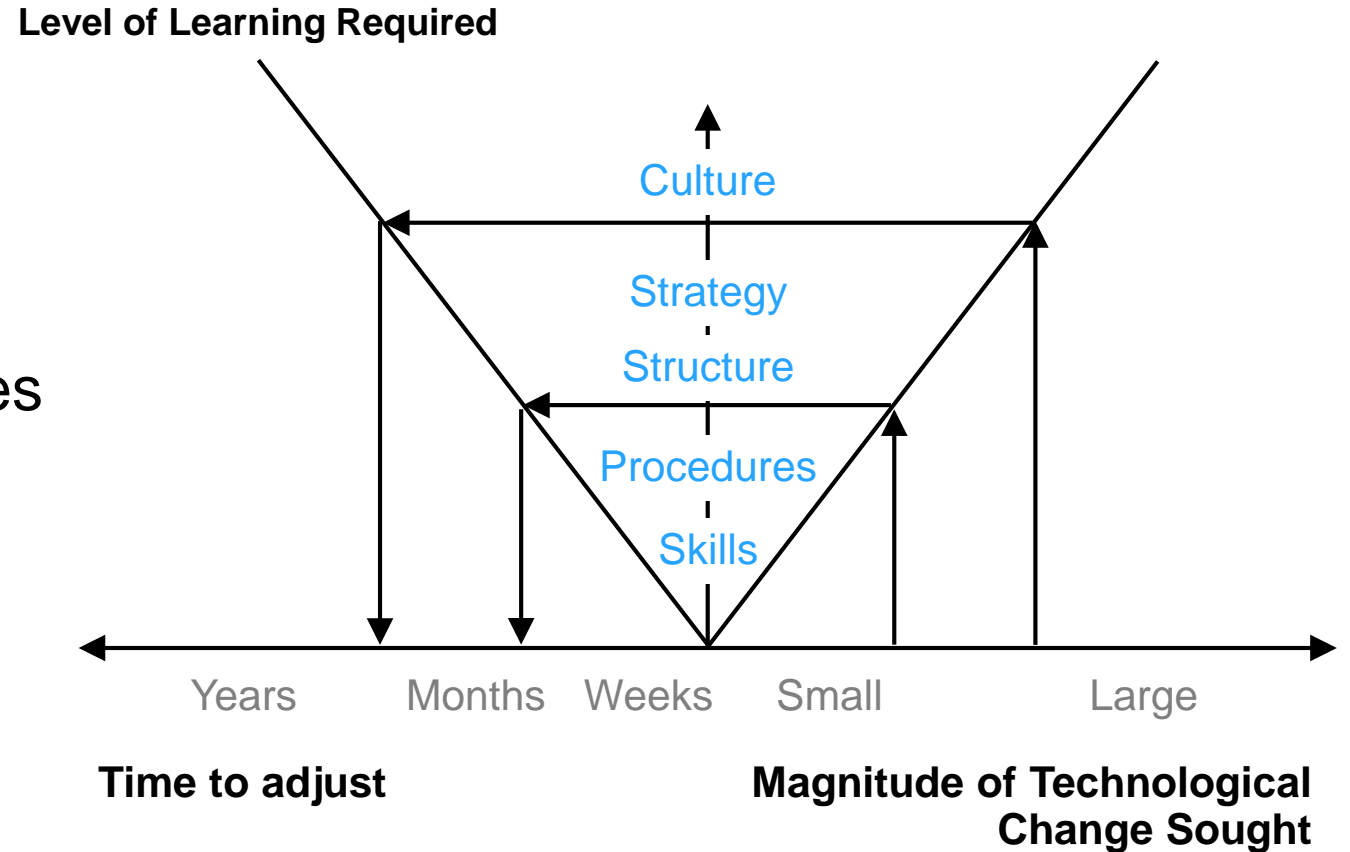 Level of Learning Required
Culture
Strategy
Structure
es
Procedures
Skills
Years Months Weeks Small Large
Time to adjust Magnitude of Technological
Change Sought